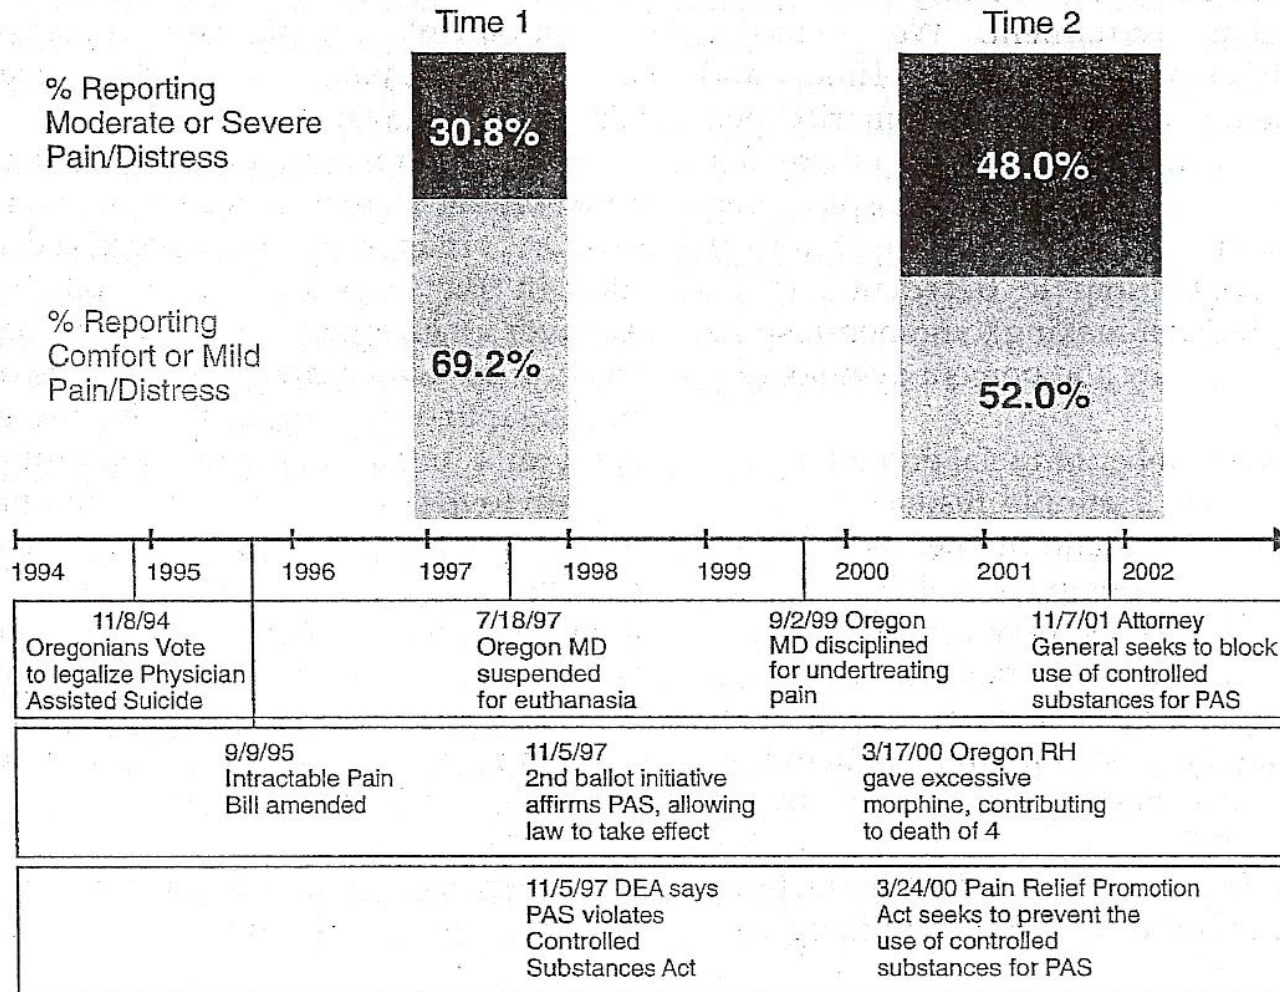 Time 1
Time 2
% Reporting
Moderate or Severe
Pain/Distress
30.8%
48.0%
% Reporting
Comfort or Mild
Pain/Distress
69.2%
52.0%
1994
1995
1996
1997
1998
1999
2000
2001
2002
11/8/94
Oregonians Vote
to legalize Physician
Assisted Suicide
7/18/97
Oregon MD
suspended
for euthanasia
9/2/99 Oregon
MD disciplined
for undertreating
pain
11/7/01 Attorney
General seeks to block
use of controlled
substances for PAS
9/9/95
Intractable Pain
Bill amended
11/5/97
2nd ballot initiative
affirms PAS, allowing
law to take effect
3/17/00 Oregon RH
gave excessive
morphine, contributing
to death of 4
11/5/97 DEA says
PAS violates
Controlled
Substances Act
3/24/00 Pain Relief Promotion
Act seeks to prevent the
use of controlled
substances for PAS